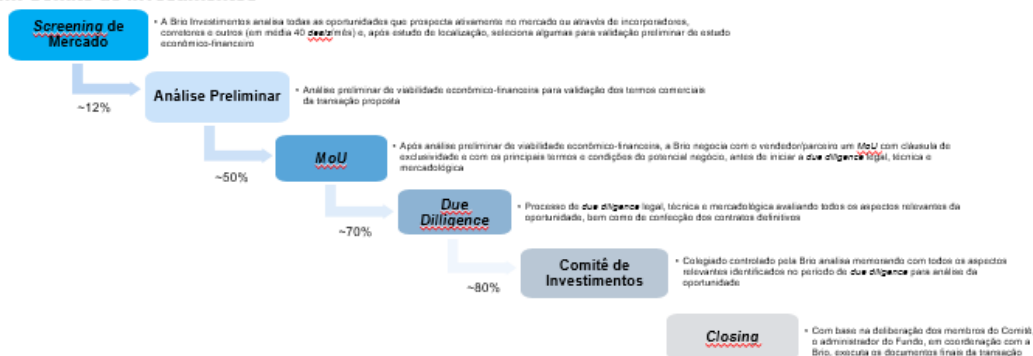 Screening de
Mercado
• A Brio Investimentos analisa todas as oportunidades que prospecta ativamente no mercado ou através de incorporadores,
corretores e outros (em média 40 deals/mês) e, após estudo de localização, seleciona algumas para validação preliminar de estudo
econômico-financeiro
~12%
Análise Preliminar
• Análise preliminar de viabilidade econômico-financeira para validação dos termos comerciais
da transação proposta
~50%
MoU
• Após análise preliminar de viabilidade econômico-financeira, a Brio negocia com o vendedor/parceiro um MoU com cláusula de
exclusividade e com os principais termos e condições do potencial negócio, antes de iniciar a due diligence legal, técnica e
mercadológica
~70%
Due
Dilligence
• Processo de due diligence legal, técnica e mercadológica avaliando todos os aspectos relevantes da
oportunidade, bem como de confecção dos contratos definitivos
~80%
Comitê de
Investimentos
• Colegiado controlado pela Brio analisa memorando com todos os aspectos
relevantes identificados no período de due diligence para análise da
oportunidade
Closing
• Com base na deliberação dos membros do Comitê,
o administrador do Fundo, em coordenação com a
Brio, executa os documentos finais da transação